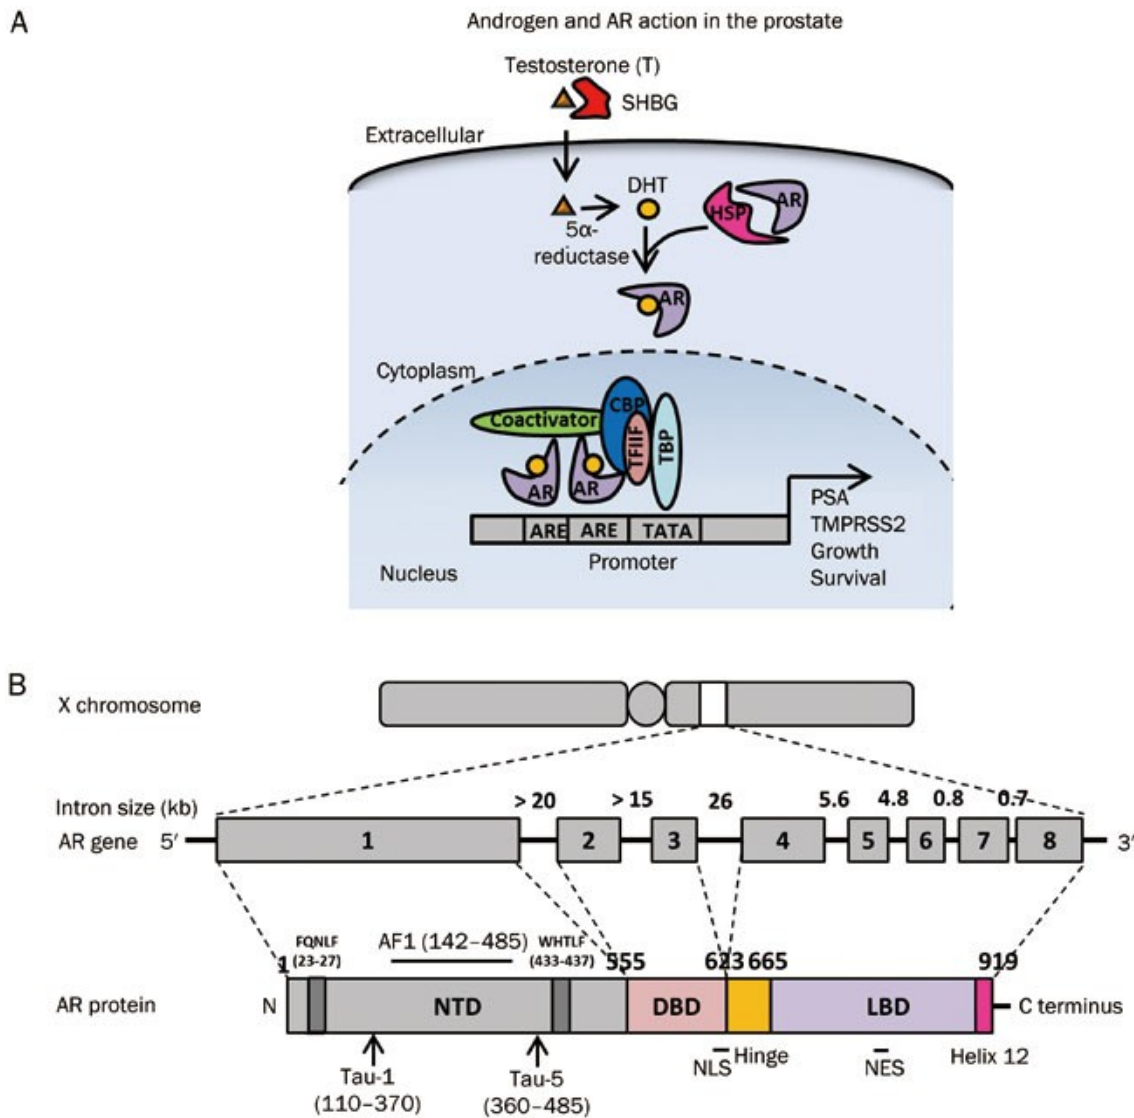 A
Androgen and AR action in the prostate
Testosterone (T)
SHBG
Extracellular
DHT
HSP
AR
5α-
reductase
AR
Cytoplasm
CBP
Coactivator
TFIIF
TBP
AR
AR
ARE
ARE
TATA
Promoter
PSA
TMPRSS2
Growth
Survival
Nucleus
B
X chromosome
Intron size (kb)
> 20
> 15
26
5.6
4.8
0.8
0.7
AR gene
5′
1
2
3
4
5
6
7
8
3′
FQNLF
(23-27)
AF1 (142–485)
WHTLF
(433-437)
1
555
623
665
919
AR protein
N
NTD
DBD
LBD
C terminus
NLS
Hinge
NES
Helix 12
Tau-1
(110–370)
Tau-5
(360–485)